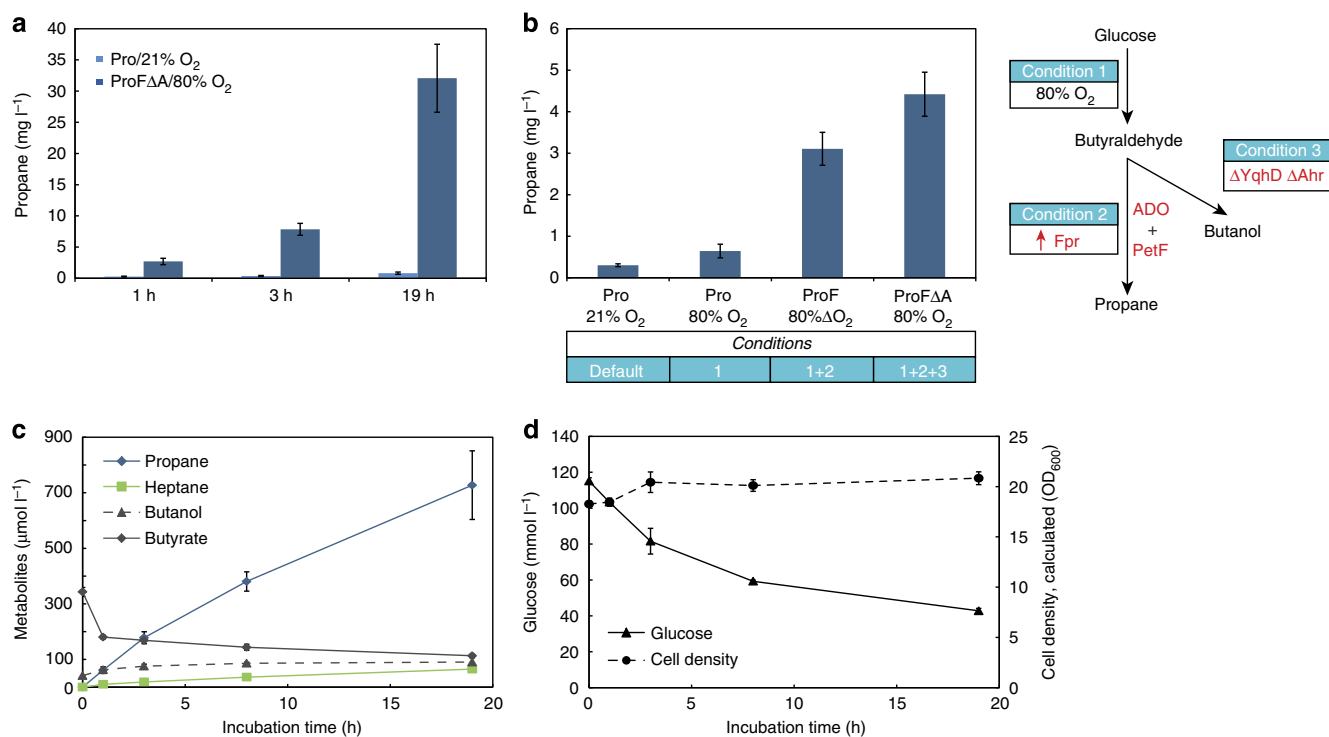 a
40
35
30
25
20
15
10
5
0
Propane (mg l⁻¹)
Pro/21% O₂
ProFΔA/80% O₂
1 h 3 h 19 h
b
6
5
4
3
2
1
0
Propane (mg l⁻¹)
Pro Pro ProF ProFΔA
21% O₂ 80% O₂ 80%ΔO₂ 80% O₂
Conditions
Default 1 1+2 1+2+3
Glucose
Condition 1
80% O₂
Butyraldehyde
Condition 3
ΔYqhD ΔAhr
Condition 2
↑ Fpr
ADO
+
PetF
Butanol
Propane
c
900
700
500
300
100
0
Metabolites (μmol l⁻¹)
Propane
Heptane
Butanol
Butyrate
0 5 10 15 20
Incubation time (h)
d
140
120
100
80
60
40
20
0
Glucose (mmol l⁻¹)
Glucose
Cell density
25
20
15
10
5
0
Cell density, calculated (OD₆₀₀)
0 5 10 15 20
Incubation time (h)